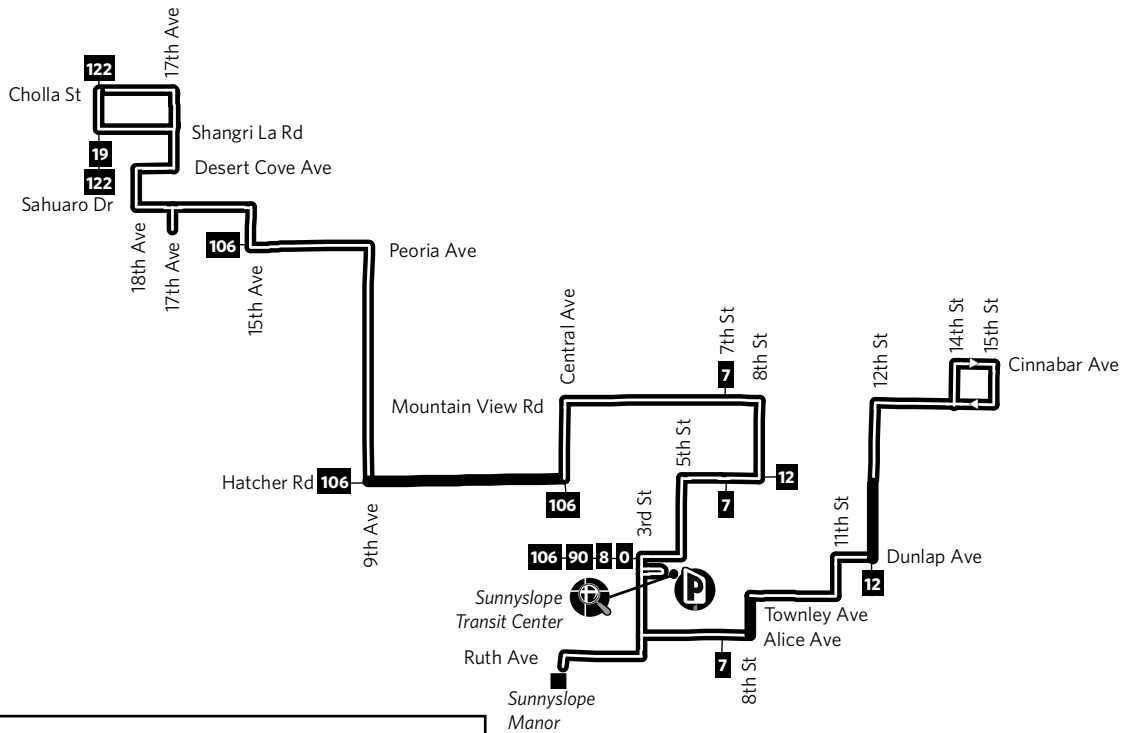 17th Ave
122
Cholla St
Shangri La Rd
19
Desert Cove Ave
122
Sahuaro Dr
18th Ave
17th Ave
106
15th Ave
Peoria Ave
Central Ave
7th St
8th St
12th St
14th St
15th St
Cinnabar Ave
7
Mountain View Rd
5th St
Hatcher Rd
106
9th Ave
106
7
12
3rd St
11th St
106
90
8
0
Dunlap Ave
12
P
Sunnyslope
Transit Center
Townley Ave
Alice Ave
Ruth Ave
7
8th St
Sunnyslope
Manor